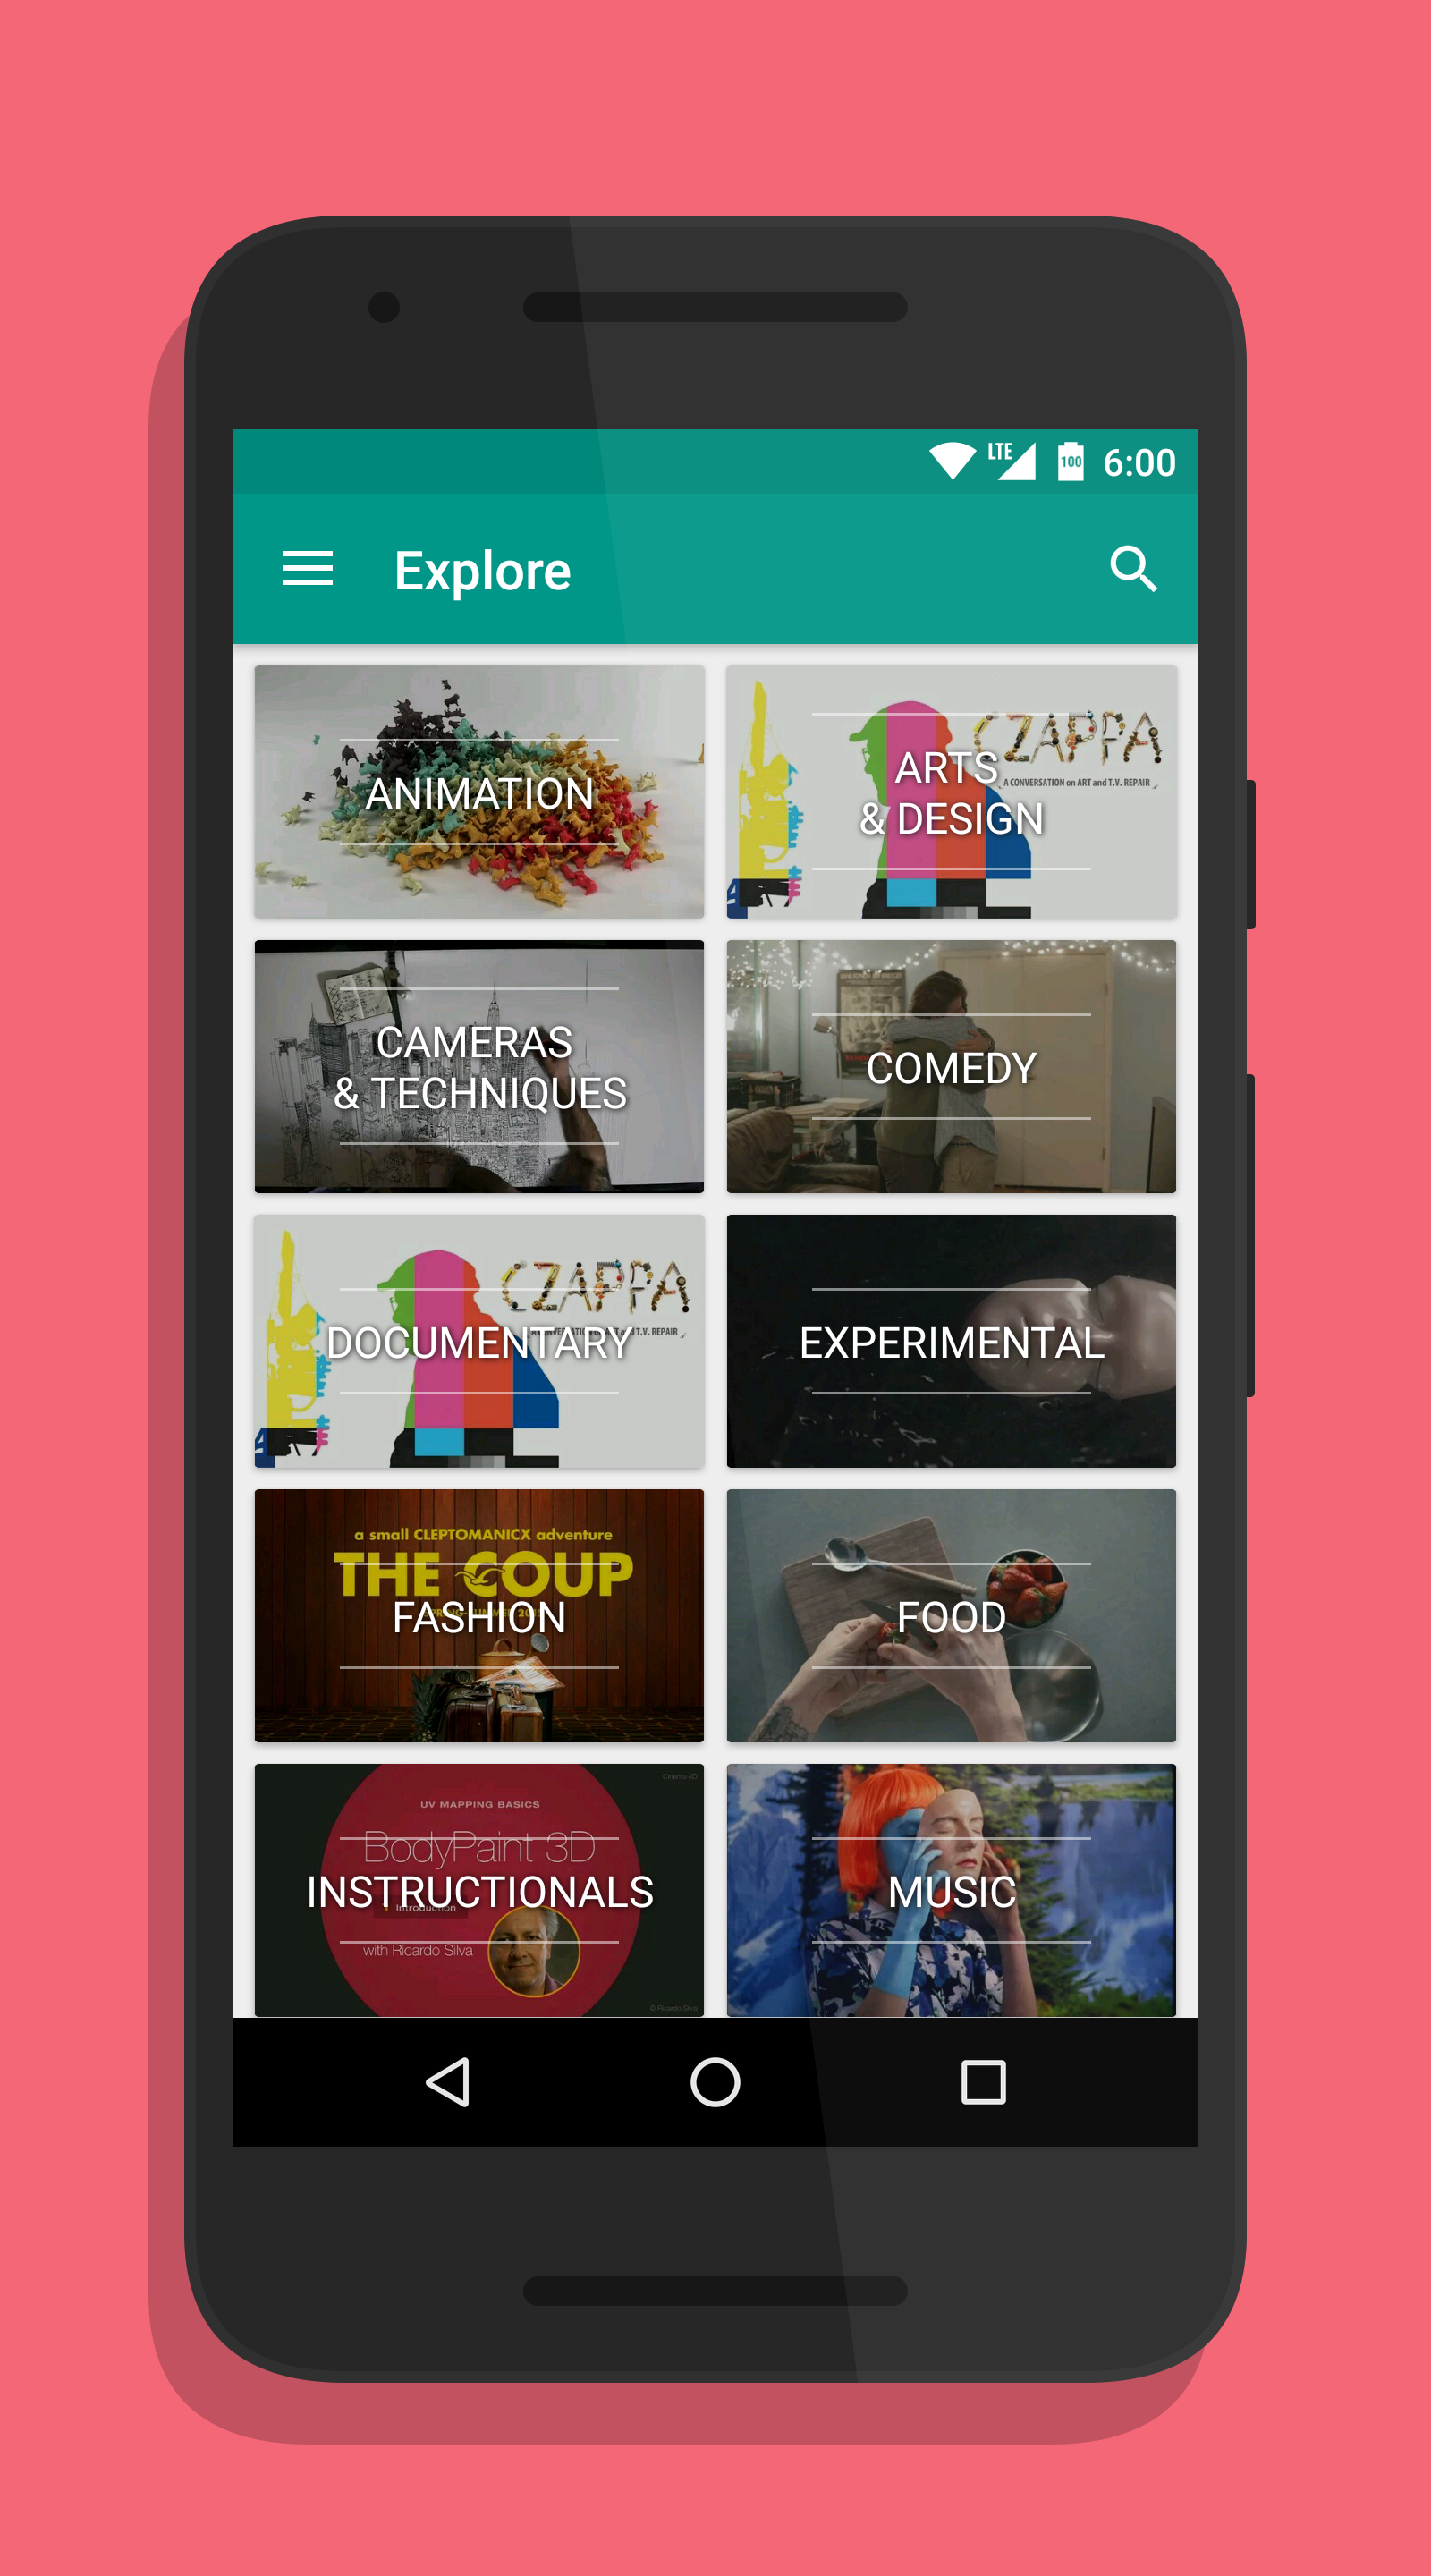 LTE 100 6:00
Explore
ANIMATION
CZAPPA
A CONVERSATION on ART and T.V. REPAIR
ARTS
& DESIGN
CAMERAS
& TECHNIQUES
COMEDY
CZAPPA
T.V. REPAIR
DOCUMENTARY
EXPERIMENTAL
a small CLEPTOMANICX adventure
THE COUP
FASHION
FOOD
Cinema 4D
UV MAPPING BASICS
BodyPaint 3D
INSTRUCTIONALS
Introduction
with Ricardo Silva
© Ricardo Silva
MUSIC